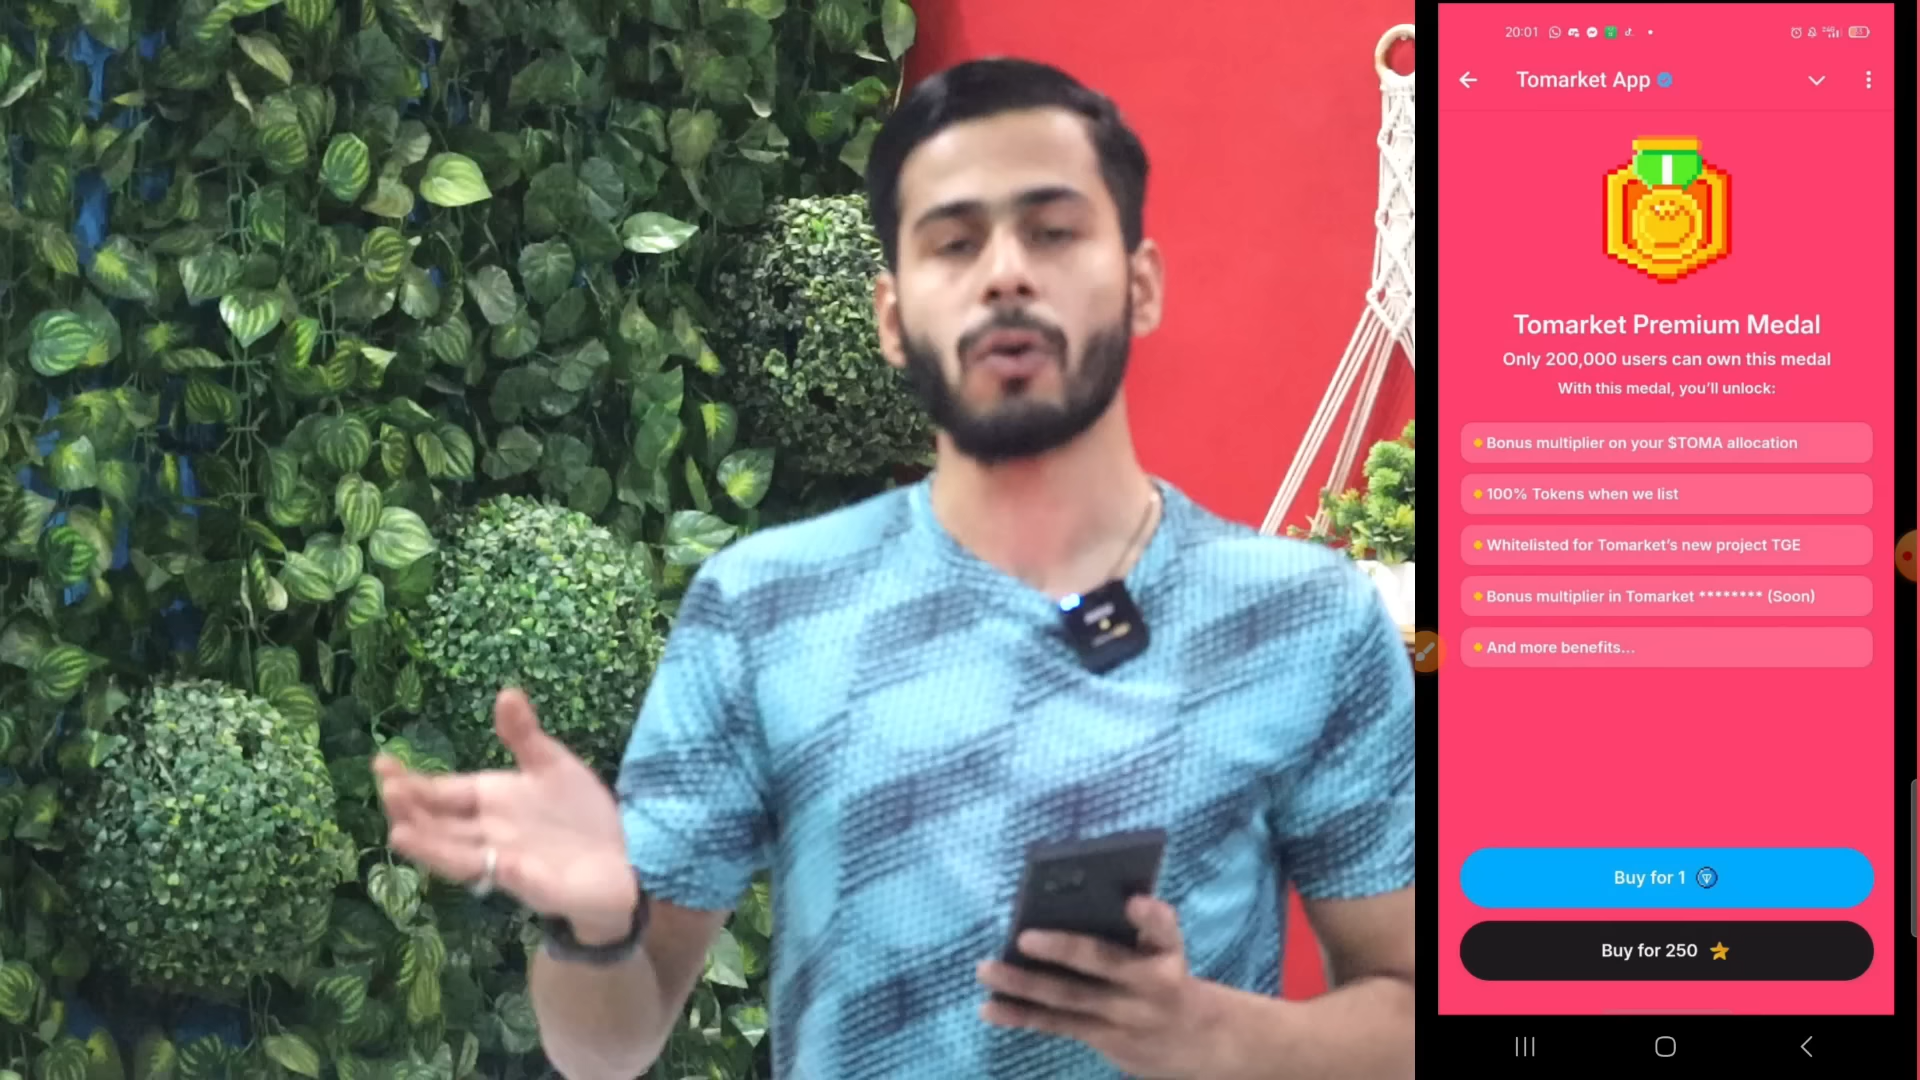 20:01
Tomarket App
Tomarket Premium Medal
Only 200,000 users can own this medal
With this medal, you'll unlock:
Bonus multiplier on your $TOMA allocation
100% Tokens when we list
Whitelisted for Tomarket's new project TGE
Bonus multiplier in Tomarket ******** (Soon)
And more benefits...
Buy for 1
Buy for 250